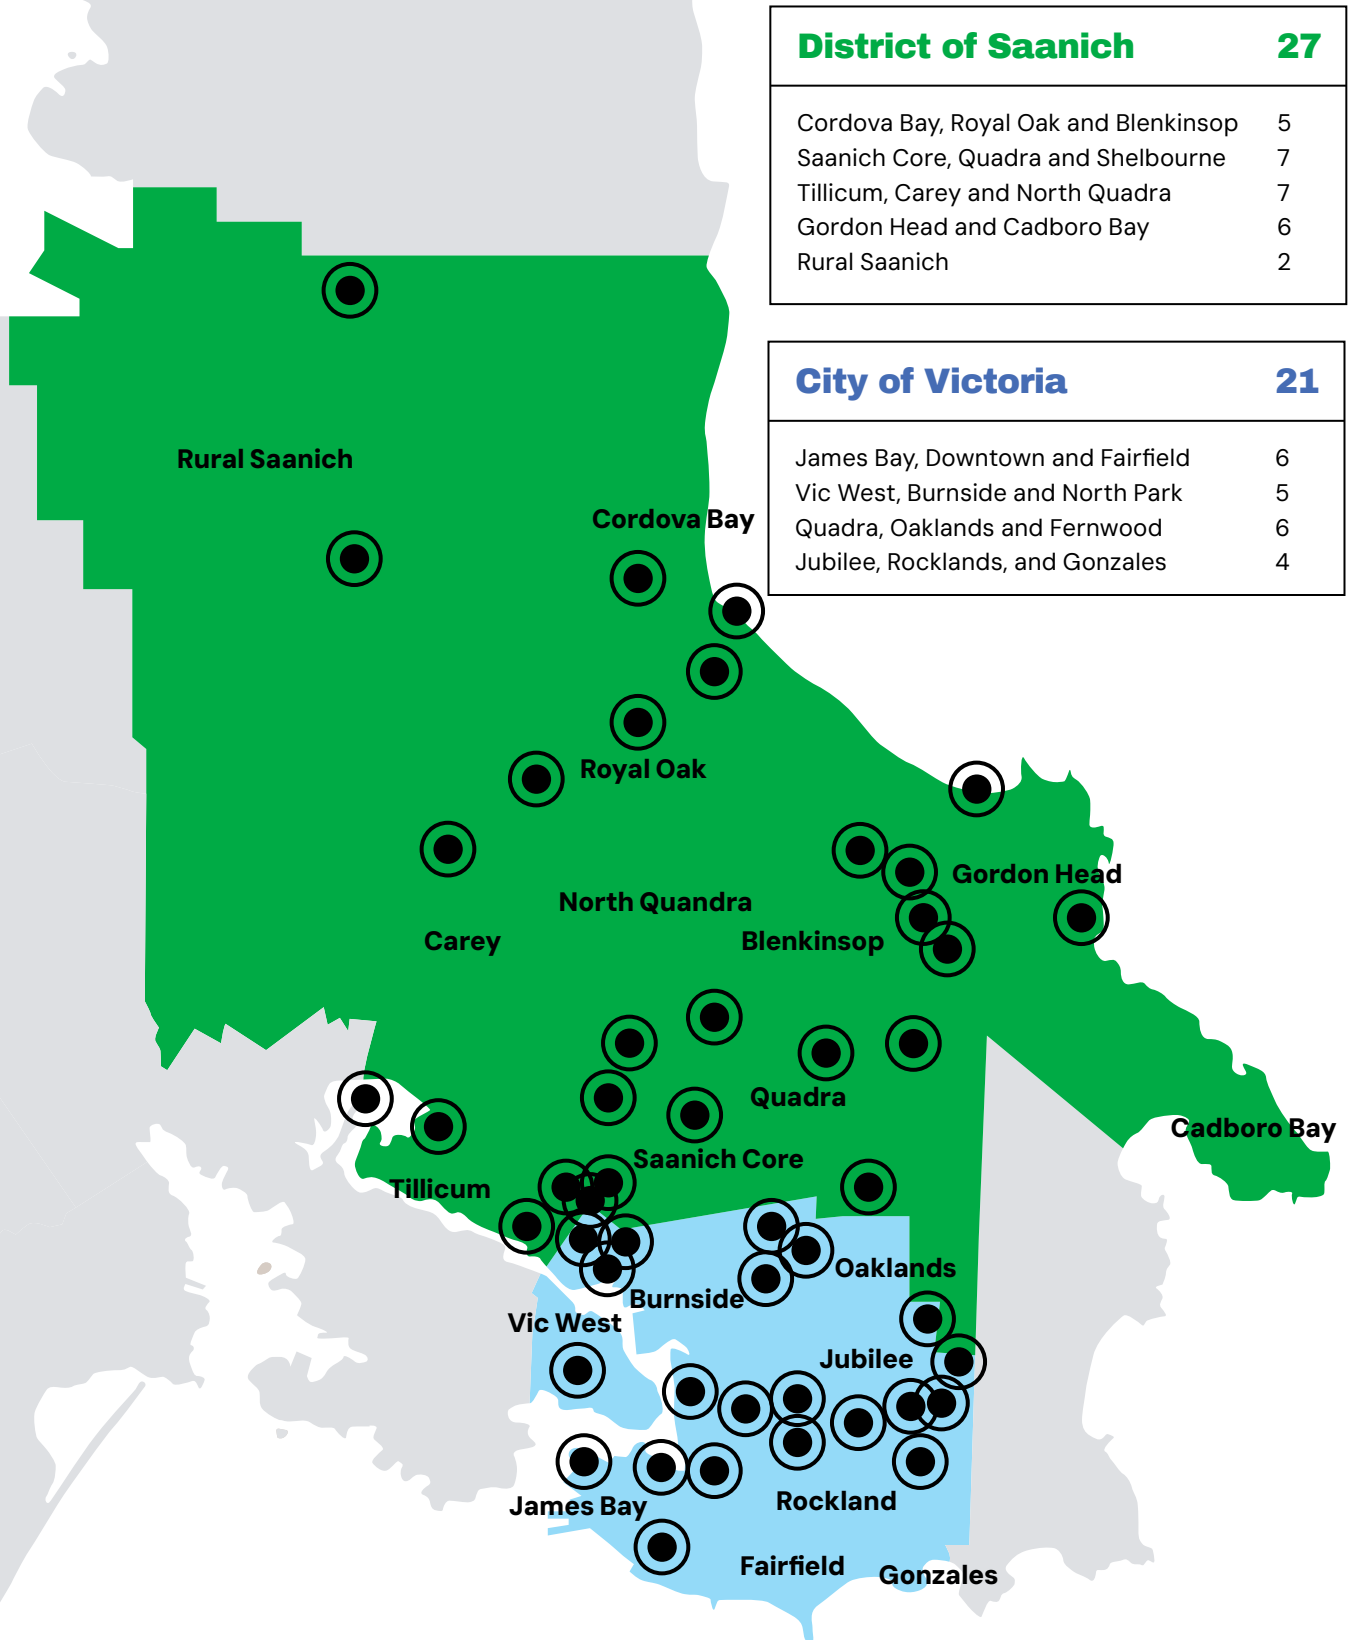 District of Saanich 27
Cordova Bay, Royal Oak and Blenkinsop 5
Saanich Core, Quadra and Shelbourne 7
Tillicum, Carey and North Quadra 7
Gordon Head and Cadboro Bay 6
Rural Saanich 2
City of Victoria 21
James Bay, Downtown and Fairfield 6
Vic West, Burnside and North Park 5
Quadra, Oaklands and Fernwood 6
Jubilee, Rocklands, and Gonzales 4
Rural Saanich
Cordova Bay
Royal Oak
Gordon Head
North Quandra
Carey
Blenkinsop
Quadra
Cadboro Bay
Saanich Core
Tillicum
Oaklands
Burnside
Vic West
Jubilee
Rockland
James Bay
Fairfield
Gonzales